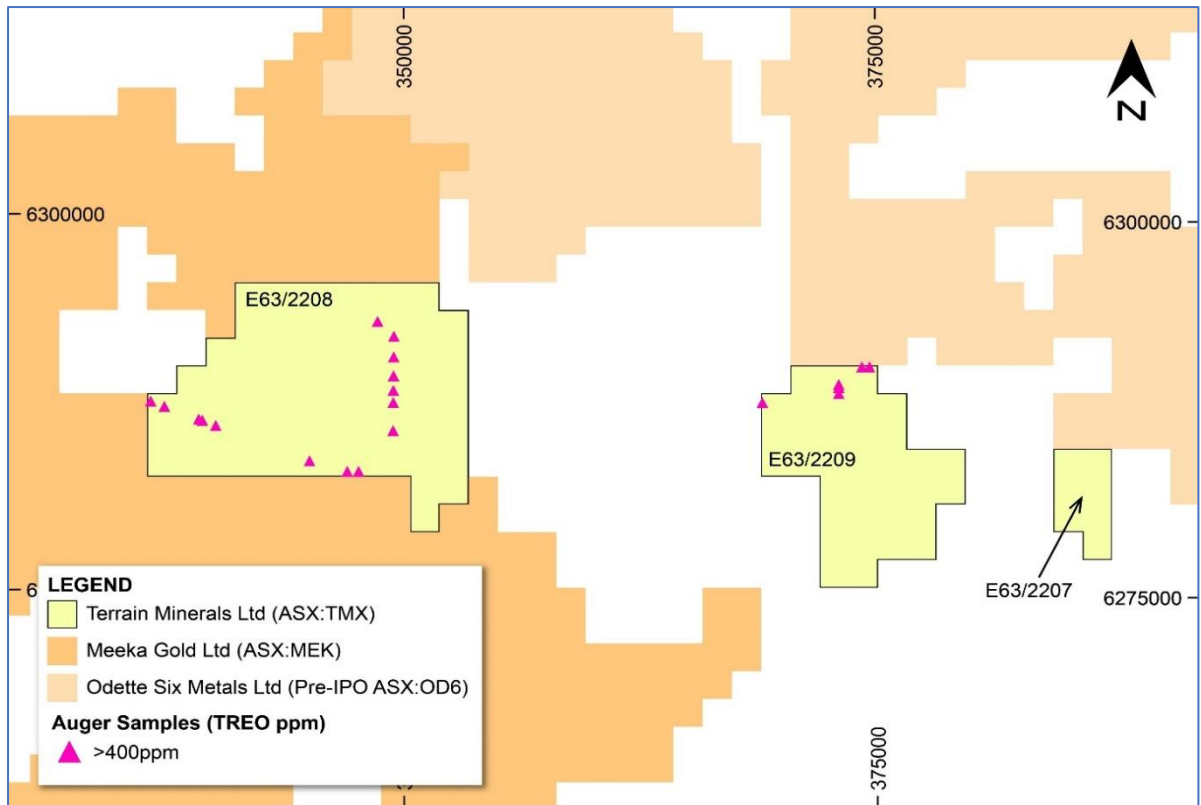 350000
375000
N
6300000
6300000
E63/2208
E63/2209
E63/2207
6275000
LEGEND
Terrain Minerals Ltd (ASX:TMX)
Meeka Gold Ltd (ASX:MEK)
Odette Six Metals Ltd (Pre-IPO ASX:OD6)
Auger Samples (TREO ppm)
>400ppm
375000